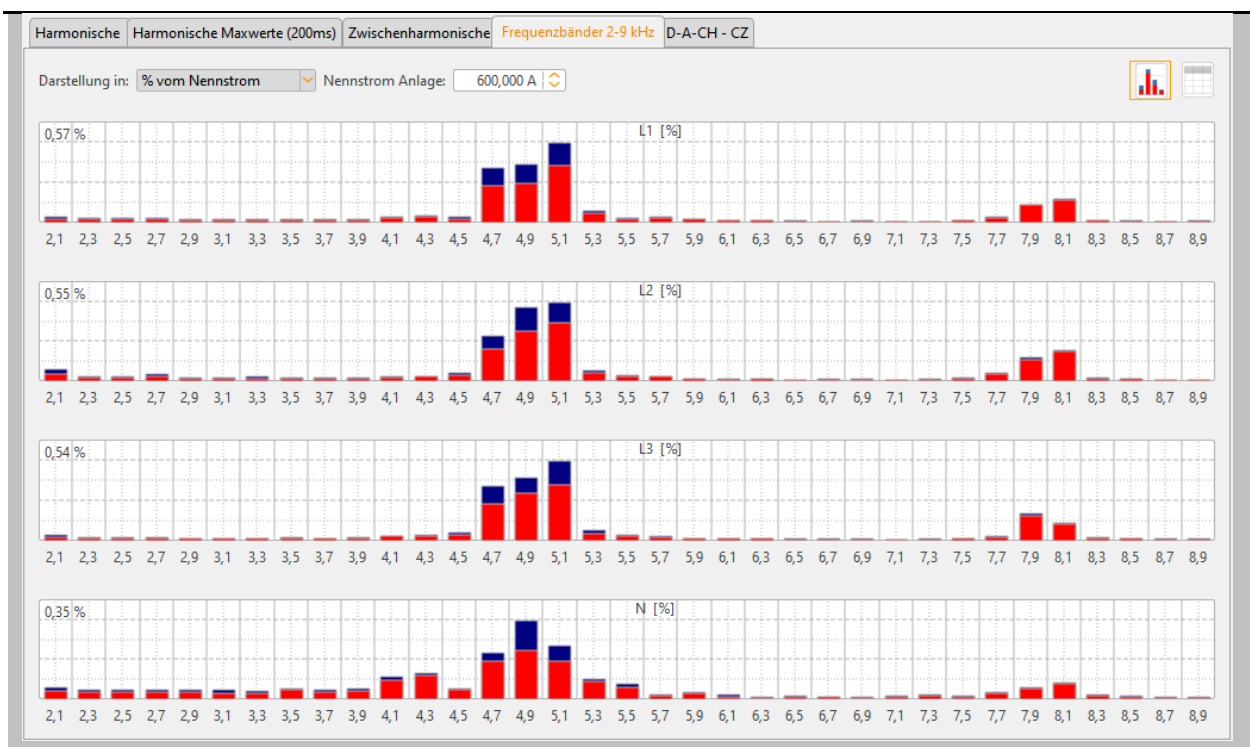 Harmonische Harmonische Maxwerte (200ms) Zwischenharmonische Frequenzbänder 2-9 kHz D-A-CH - CZ
Darstellung in: % vom Nennstrom Nennstrom Anlage: 600,000 A
0,57 % L1 [%]
2,1 2,3 2,5 2,7 2,9 3,1 3,3 3,5 3,7 3,9 4,1 4,3 4,5 4,7 4,9 5,1 5,3 5,5 5,7 5,9 6,1 6,3 6,5 6,7 6,9 7,1 7,3 7,5 7,7 7,9 8,1 8,3 8,5 8,7 8,9
0,55 % L2 [%]
2,1 2,3 2,5 2,7 2,9 3,1 3,3 3,5 3,7 3,9 4,1 4,3 4,5 4,7 4,9 5,1 5,3 5,5 5,7 5,9 6,1 6,3 6,5 6,7 6,9 7,1 7,3 7,5 7,7 7,9 8,1 8,3 8,5 8,7 8,9
0,54 % L3 [%]
2,1 2,3 2,5 2,7 2,9 3,1 3,3 3,5 3,7 3,9 4,1 4,3 4,5 4,7 4,9 5,1 5,3 5,5 5,7 5,9 6,1 6,3 6,5 6,7 6,9 7,1 7,3 7,5 7,7 7,9 8,1 8,3 8,5 8,7 8,9
0,35 % N [%]
2,1 2,3 2,5 2,7 2,9 3,1 3,3 3,5 3,7 3,9 4,1 4,3 4,5 4,7 4,9 5,1 5,3 5,5 5,7 5,9 6,1 6,3 6,5 6,7 6,9 7,1 7,3 7,5 7,7 7,9 8,1 8,3 8,5 8,7 8,9